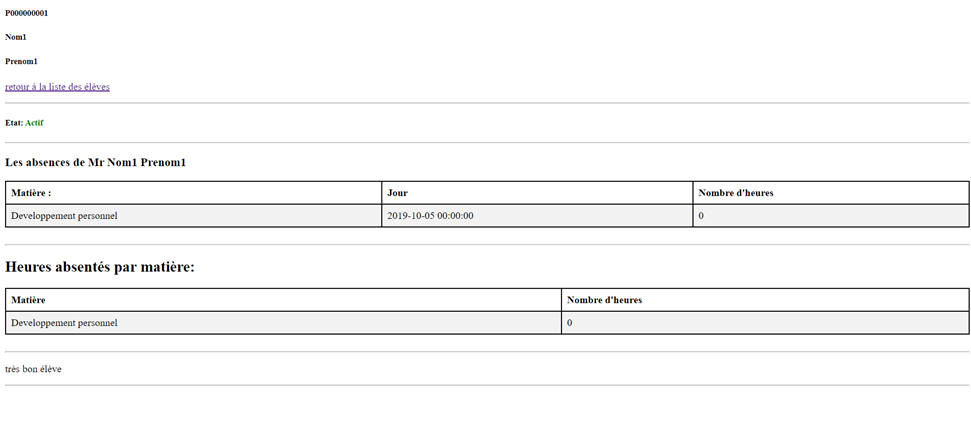 P000000001
Nom1
Prenom1
retour à la liste des élèves
Etat: Actif
Les absences de Mr Nom1 Prenom1
Matière : Jour Nombre d'heures
Developpement personnel 2019-10-05 00:00:00 0
Heures absentés par matière:
Matière Nombre d'heures
Developpement personnel 0
très bon élève